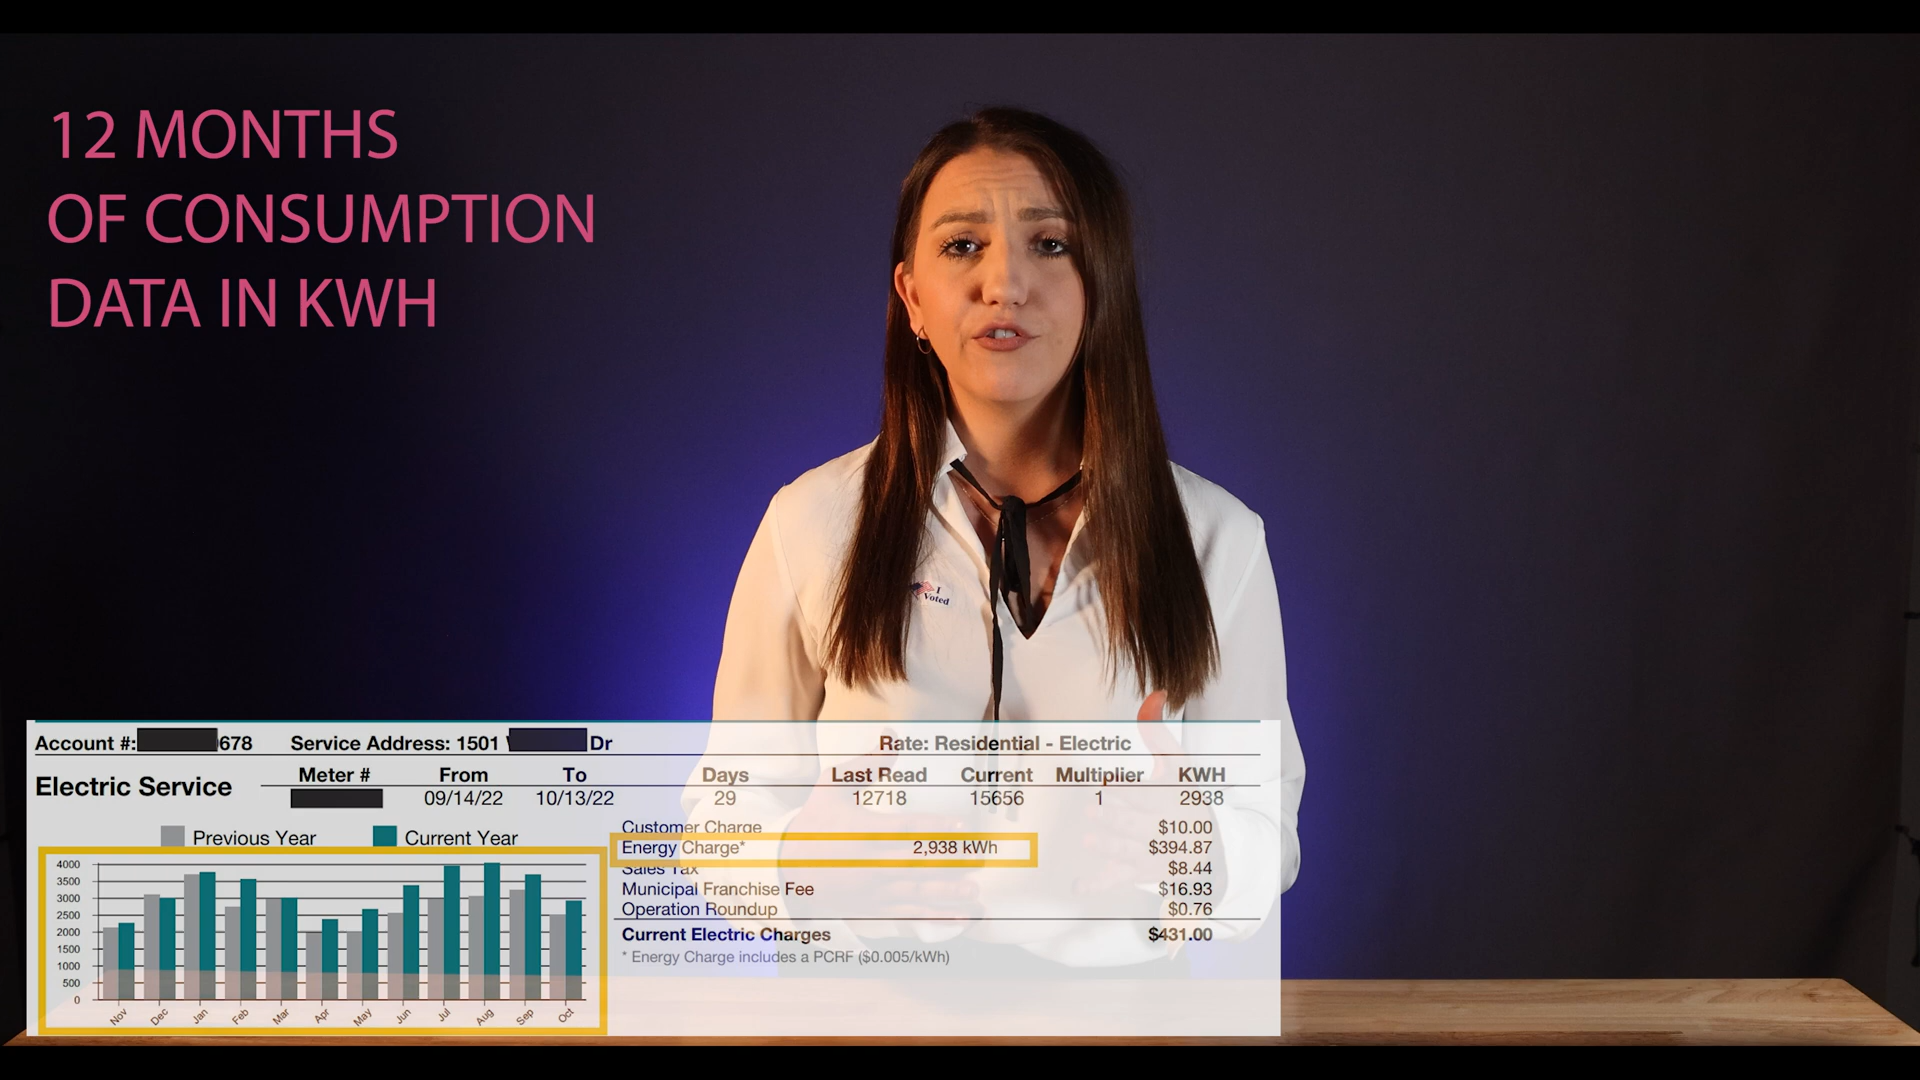 12 MONTHS
OF CONSUMPTION
DATA IN KWH
I
Voted
Account #: 678 Service Address: 1501 Dr Rate: Residential - Electric
Electric Service
Meter # From To Days Last Read Current Multiplier KWH
09/14/22 10/13/22 29 12718 15656 1 2938
Previous Year Current Year
4000
3500
3000
2500
2000
1500
1000
500
0
Nov Dec Jan Feb Mar Apr May Jun Jul Aug Sep Oct
Customer Charge $10.00
Energy Charge* 2,938 kWh $394.87
Sales Tax $8.44
Municipal Franchise Fee $16.93
Operation Roundup $0.76
Current Electric Charges $431.00
* Energy Charge includes a PCRF ($0.005/kWh)